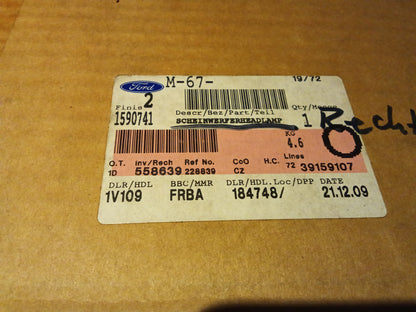 Ford M-67- 19/72
Finis 2 Descr/Bez/Part/Teil Qty/Menge
1590741 SCHEINWERFERHEADLAMP 1 Recht
KG
4.6
O.T. Inv/Rech Ref No. CoO H.C. Lines
1D 558639 228839 CZ 72 39159107
DLR/HDL BBC/MMR DLR/HDL.Loc/DPP DATE
1V109 FRBA 184748/ 21.12.09